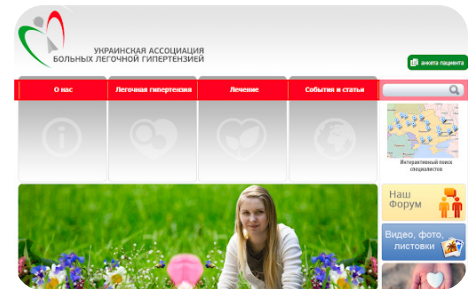 УКРАИНСКАЯ АССОЦИАЦИЯ
БОЛЬНЫХ ЛЕГОЧНОЙ ГИПЕРТЕНЗИЕЙ
анкета пациента
О нас
Легочная гипертензия
Лечение
События и статьи
Интерактивный поиск
специалистов
Наш
Форум
Видео, фото,
листовки